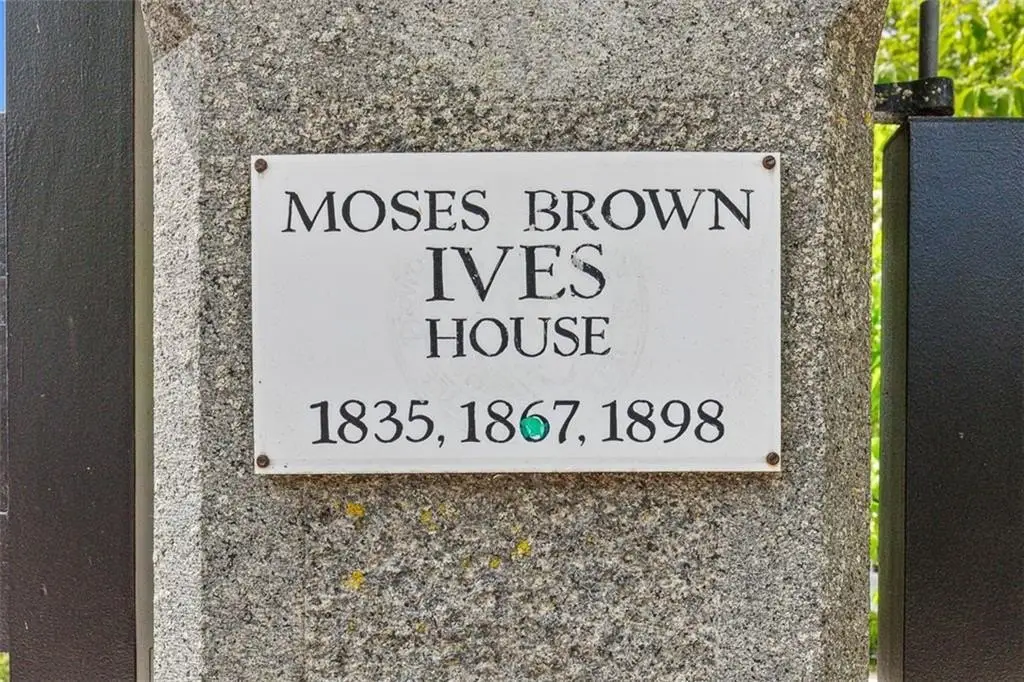 MOSES BROWN
IVES
HOUSE
1835, 1867, 1898